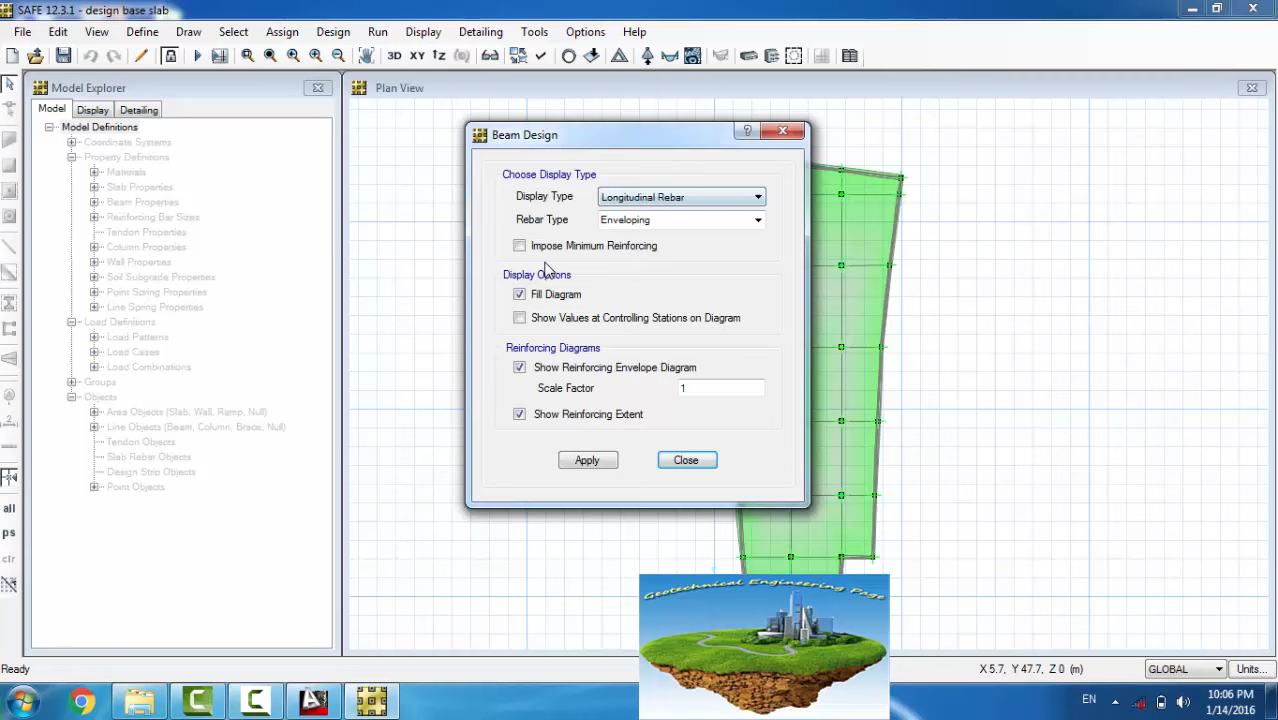 SAFE 12.3.1 - design base slab
File Edit View Define Draw Select Assign Design Run Display Detailing Tools Options Help
3D XY
Model Explorer
Plan View
Model Display Detailing
Model Definitions
Coordinate Systems
Property Definitions
Materials
Slab Properties
Beam Properties
Reinforcing Bar Sizes
Tendon Properties
Column Properties
Wall Properties
Soil Subgrade Properties
Point Spring Properties
Line Spring Properties
Load Definitions
Load Patterns
Load Cases
Load Combinations
Groups
Objects
Area Objects (Slab, Wall, Ramp, Null)
Line Objects (Beam, Column, Brace, Null)
Tendon Objects
Slab Rebar Objects
Design Strip Objects
Point Objects
all
ps
clr
Beam Design
Choose Display Type
Display Type Longitudinal Rebar
Rebar Type Enveloping
Impose Minimum Reinforcing
Display Options
Fill Diagram
Show Values at Controlling Stations on Diagram
Reinforcing Diagrams
Show Reinforcing Envelope Diagram
Scale Factor 1
Show Reinforcing Extent
Apply Close
Geotechnical Engineering Page
Ready
X 5.7, Y 47.7, Z 0 (m)
GLOBAL
Units...
EN
10:06 PM
1/14/2016